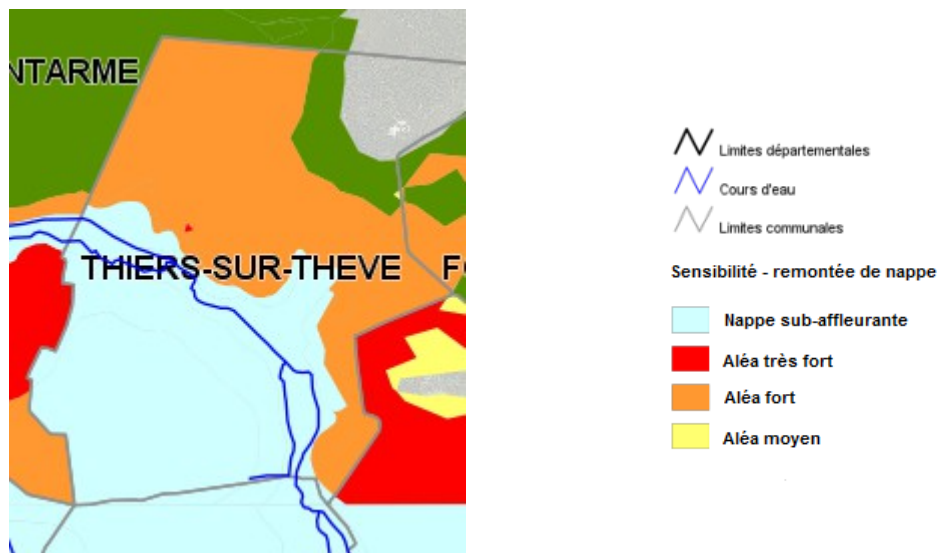 NTARME
THIERS-SUR-THEVE
Limites départementales
Cours d'eau
Limites communales
Sensibilité - remontée de nappe
Nappe sub-affleurante
Aléa très fort
Aléa fort
Aléa moyen